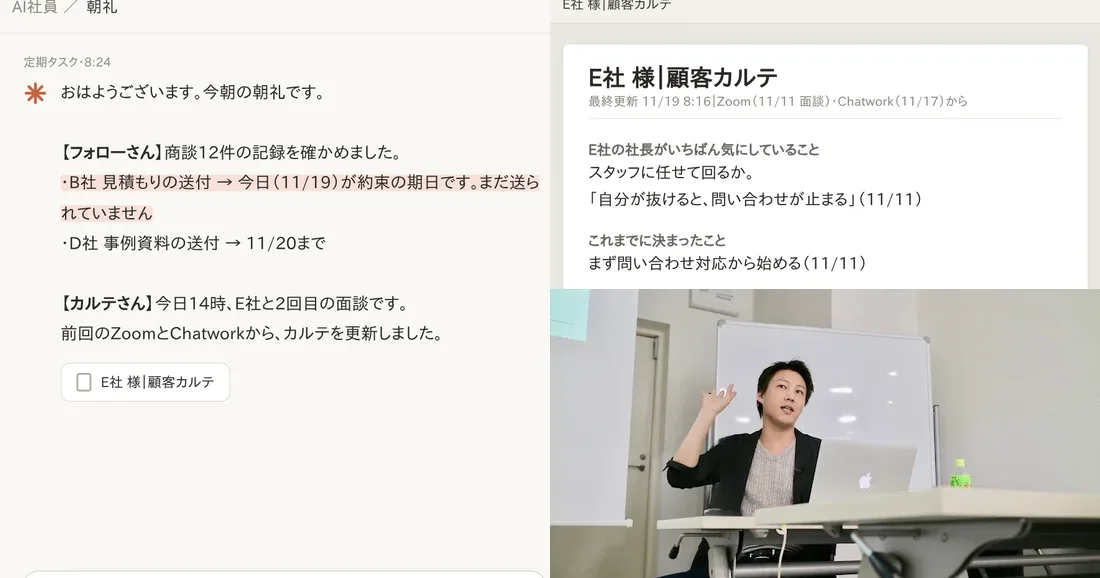 AI社員 ／ 朝礼
定期タスク·8:24
おはようございます。今朝の朝礼です。
【フォローさん】商談12件の記録を確かめました。
·B社 見積もりの送付 → 今日（11/19）が約束の期日です。まだ送ら
れていません
·D社 事例資料の送付 → 11/20まで
【カルテさん】今日14時、E社と2回目の面談です。
前回のZoomとChatworkから、カルテを更新しました。
E社 様|顧客カルテ
E社 様|顧客カルテ
E社 様|顧客カルテ
最終更新 11/19 8:16|Zoom（11/11 面談）·Chatwork（11/17）から
E社の社長がいちばん気にしていること
スタッフに任せて回るか。
「自分が抜けると、問い合わせが止まる」（11/11）
これまでに決まったこと
まず問い合わせ対応から始める（11/11）